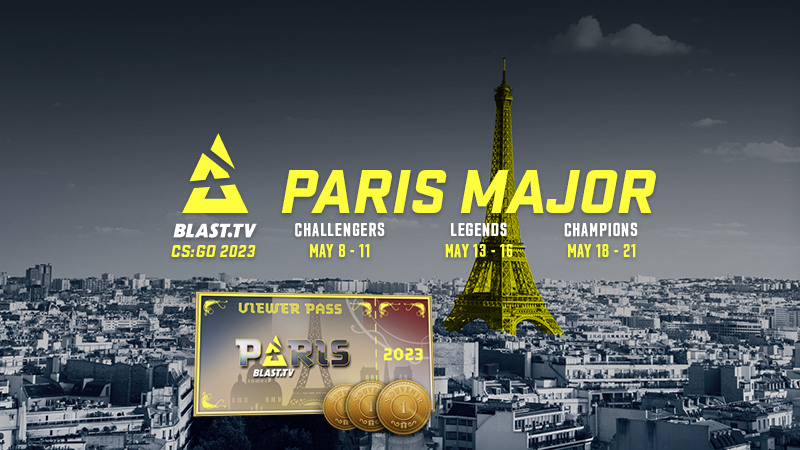 PARIS MAJOR
BLAST.TV
CS:GO 2023
CHALLENGERS
MAY 8 - 11
LEGENDS
MAY 13 - 16
CHAMPIONS
MAY 18 - 21
VIEWER PASS
PARIS
BLAST.TV
2023
1